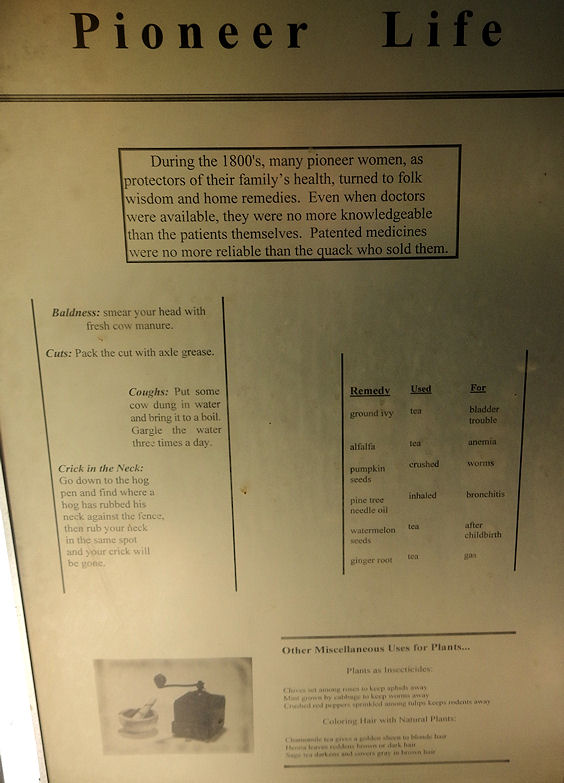 Pioneer Life
During the 1800's, many pioneer women, as
protectors of their family's health, turned to folk
wisdom and home remedies. Even when doctors
were available, they were no more knowledgeable
than the patients themselves. Patented medicines
were no more reliable than the quack who sold them.
Baldness: smear your head with
fresh cow manure.
Cuts: Pack the cut with axle grease.
Coughs: Put some
cow dung in water
and bring it to a boil.
Gargle the water
three times a day.
Crick in the Neck:
Go down to the hog
pen and find where a
hog has rubbed his
neck against the fence,
then rub your neck
in the same spot
and your crick will
be gone.
Remedy Used For
ground ivy tea bladder
trouble
alfalfa tea anemia
pumpkin crushed worms
seeds
pine tree inhaled bronchitis
needle oil
watermelon tea after
seeds childbirth
ginger root tea gas
Other Miscellaneous Uses for Plants...
Plants as Insecticides:
Cloves set among roses to keep aphids away
Mint grown by cabbage to keep worms away
Crushed red peppers sprinkled among tulips keeps rodents away
Coloring Hair with Natural Plants:
Chamomile tea gives a golden sheen to blonde hair
Henna leaves reddens brown or dark hair
Sage tea darkens and covers gray in brown hair